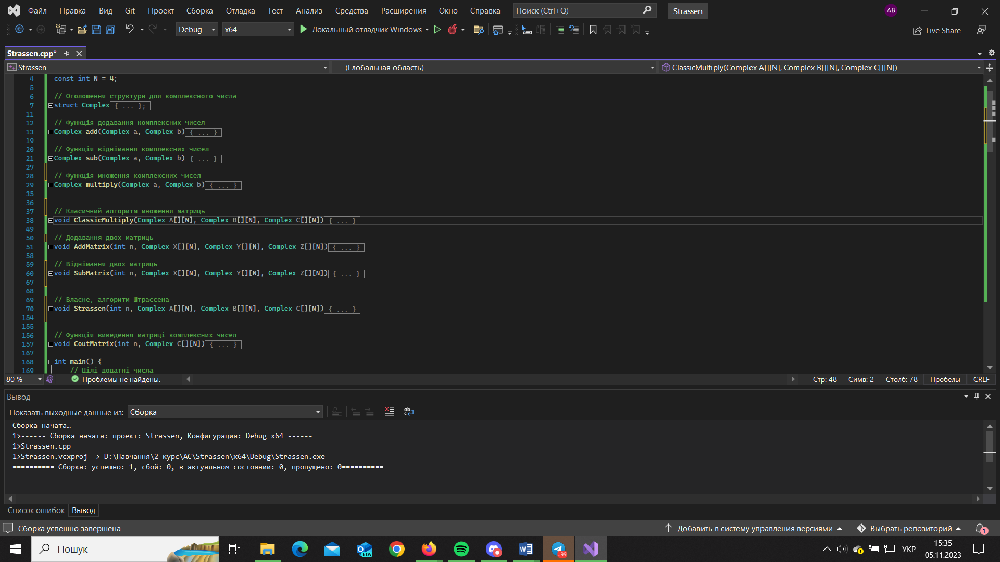 Файл Правка Вид Git Проект Сборка Отладка Тест Анализ Средства Расширения Окно Справка Поиск (Ctrl+Q) Strassen AB
Debug x64 Локальный отладчик Windows Live Share
Strassen.cpp*
Strassen (Глобальная область) ClassicMultiply(Complex A[][N], Complex B[][N], Complex C[][N])
4 const int N = 4;
5
6 // Оголошення структури для комплексного числа
7 struct Complex{ ... };
11
12 // Функція додавання комплексних чисел
13 Complex add(Complex a, Complex b){ ... }
19
20 // Функція віднімання комплексних чисел
21 Complex sub(Complex a, Complex b){ ... }
27
28 // Функція множення комплексних чисел
29 Complex multiply(Complex a, Complex b){ ... }
35
36
37 // Класичний алгоритм множення матриць
38 void ClassicMultiply(Complex A[][N], Complex B[][N], Complex C[][N]){ ... }
49
50 // Додавання двох матриць
51 void AddMatrix(int n, Complex X[][N], Complex Y[][N], Complex Z[][N]){ ... }
58
59 // Віднімання двох матриць
60 void SubMatrix(int n, Complex X[][N], Complex Y[][N], Complex Z[][N]){ ... }
67
68
69 // Власне, алгоритм Штрассена
70 void Strassen(int n, Complex A[][N], Complex B[][N], Complex C[][N]){ ... }
154
155
156 // Функція виведення матриці комплексних чисел
157 void CoutMatrix(int n, Complex C[][N]){ ... }
167
168 int main() {
169 // Цілі додатні числа
80 % Проблемы не найдены. Стр: 48 Симв: 2 Столб: 78 Пробелы CRLF
Вывод
Показать выходные данные из: Сборка
Сборка начата…
1>------ Сборка начата: проект: Strassen, Конфигурация: Debug x64 ------
1>Strassen.cpp
1>Strassen.vcxproj -> D:\Навчання\2 курс\АС\Strassen\x64\Debug\Strassen.exe
========== Сборка: успешно: 1, сбой: 0, в актуальном состоянии: 0, пропущено: 0==========
Список ошибок Вывод
Сборка успешно завершена Добавить в систему управления версиями Выбрать репозиторий 1
Пошук NEW ..99 УКР 15:35
05.11.2023